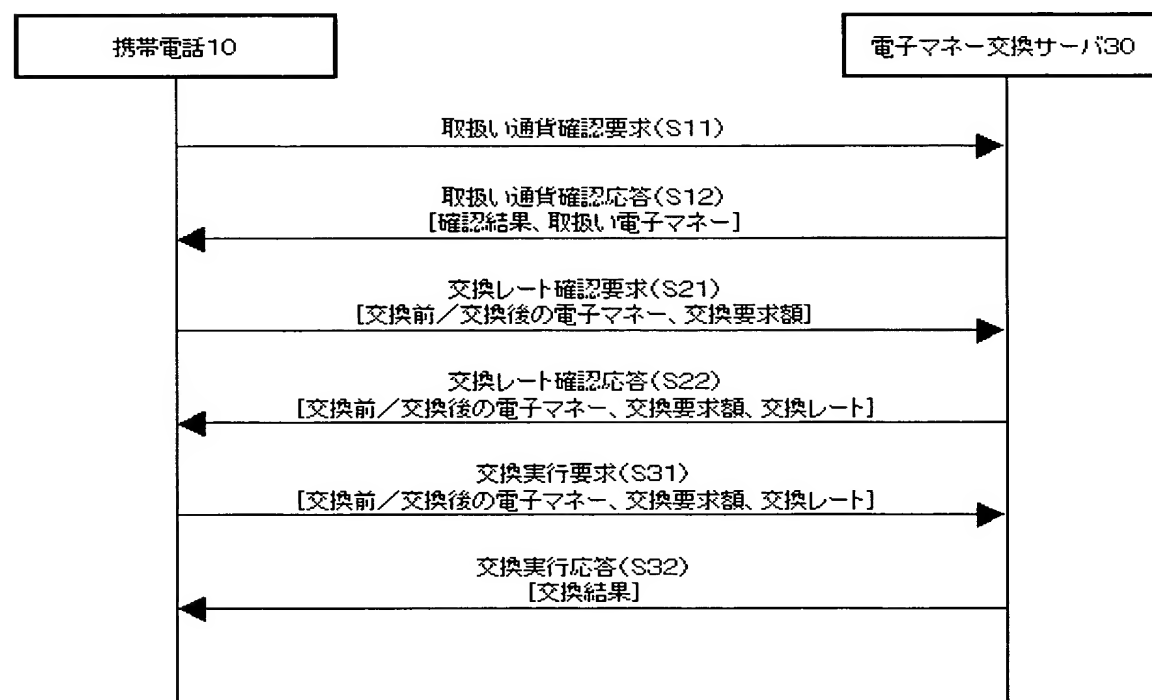 携帯電話10
電子マネー交換サーバ30
取扱い通貨確認要求(S11)
取扱い通貨確認応答(S12)
[確認結果、取扱い電子マネー]
交換レート確認要求(S21)
[交換前/交換後の電子マネー、交換要求額]
交換レート確認応答(S22)
[交換前/交換後の電子マネー、交換要求額、交換レート]
交換実行要求(S31)
[交換前/交換後の電子マネー、交換要求額、交換レート]
交換実行応答(S32)
[交換結果]